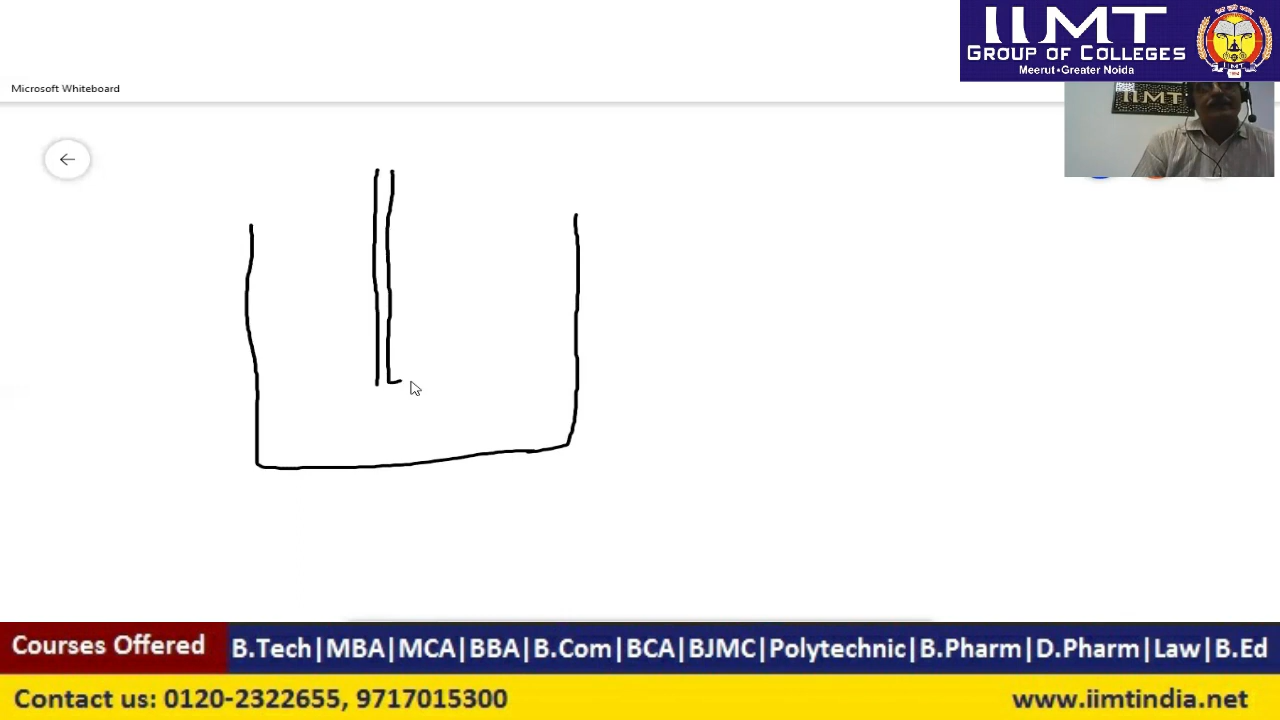 IIMT
GROUP OF COLLEGES
Meerut•Greater Noida
Microsoft Whiteboard
IIMT
Courses Offered
B.Tech|MBA|MCA|BBA|B.Com|BCA|BJMC|Polytechnic|B.Pharm|D.Pharm|Law|B.Ed
Contact us: 0120-2322655, 9717015300
www.iimtindia.net